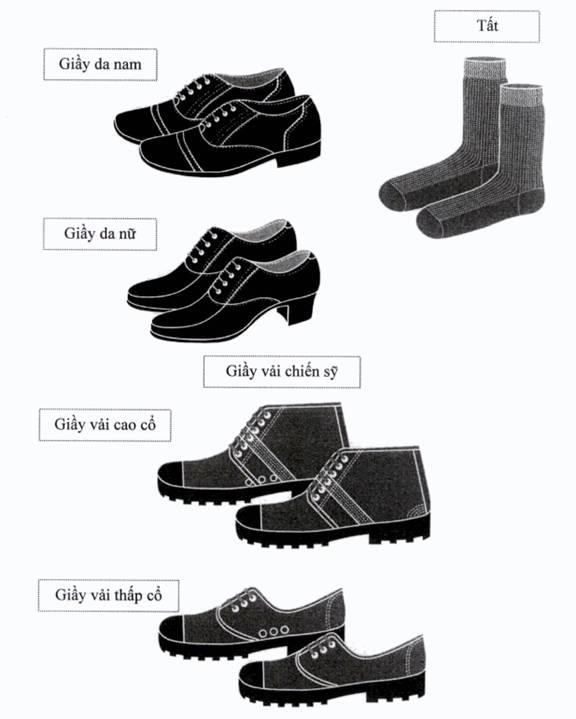 Tất
Giầy da nam
Giầy da nữ
Giầy vải chiến sỹ
Giầy vải cao cổ
Giầy vải thấp cổ